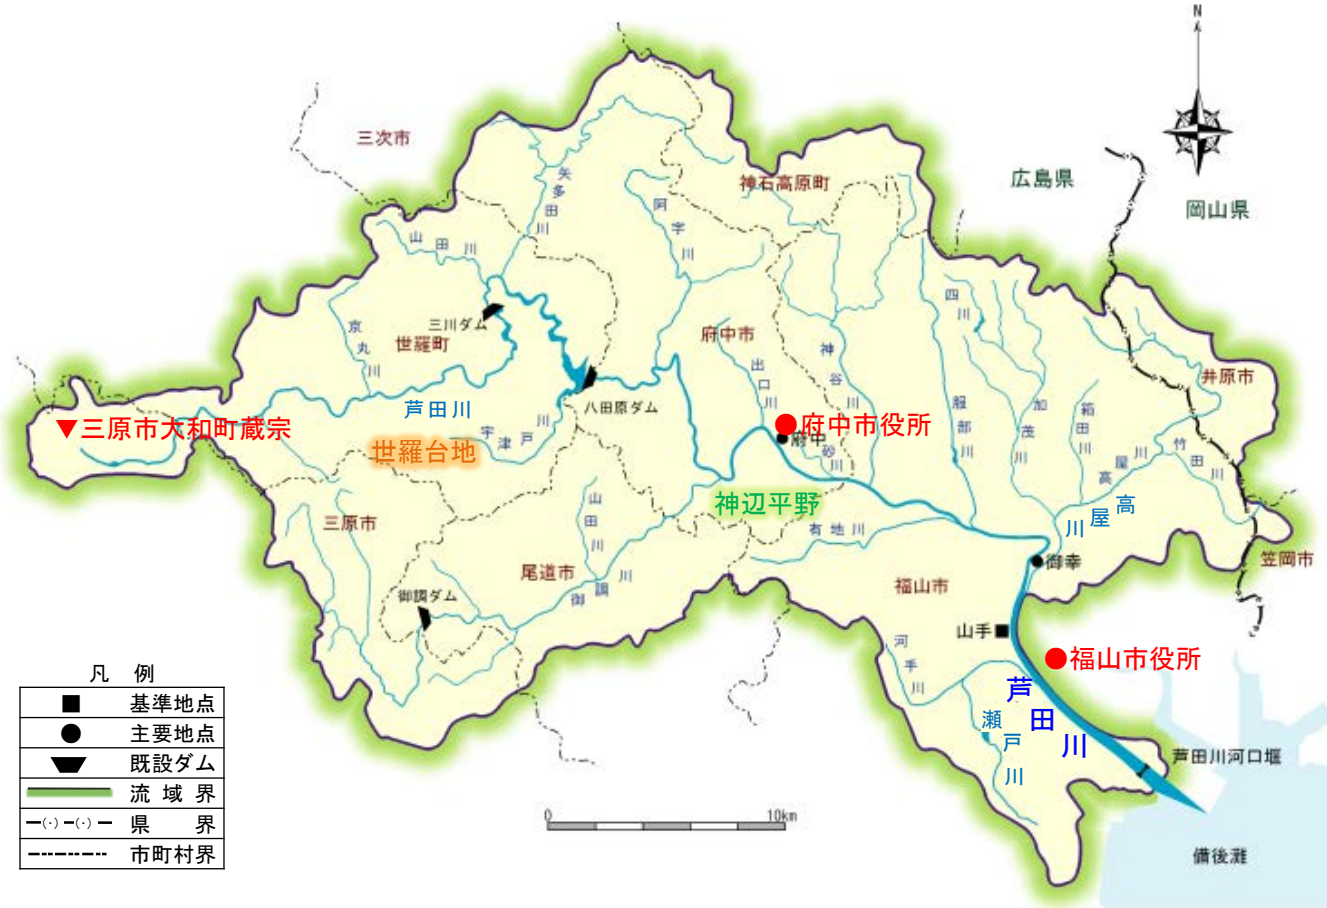 N
三次市
神石高原町
広島県
岡山県
矢多田川
阿字川
山田川
四川
三川ダム
京丸川
世羅町
府中市
神谷川
出口川
井原市
芦田川
八田原ダム
服部川
加茂川
箱田川
▼三原市大和町蔵宗
宇津戸川
●府中市役所
府中
世羅台地
砂川
竹田川
高屋川
神辺平野
高屋川
三原市
山田川
有地川
尾道市
御調川
御幸
笠岡市
御調ダム
福山市
山手
河手川
●福山市役所
芦田川
瀬戸川
芦田川河口堰
備後灘
0
10km
凡 例
基準地点
主要地点
既設ダム
流域界
県 界
市町村界